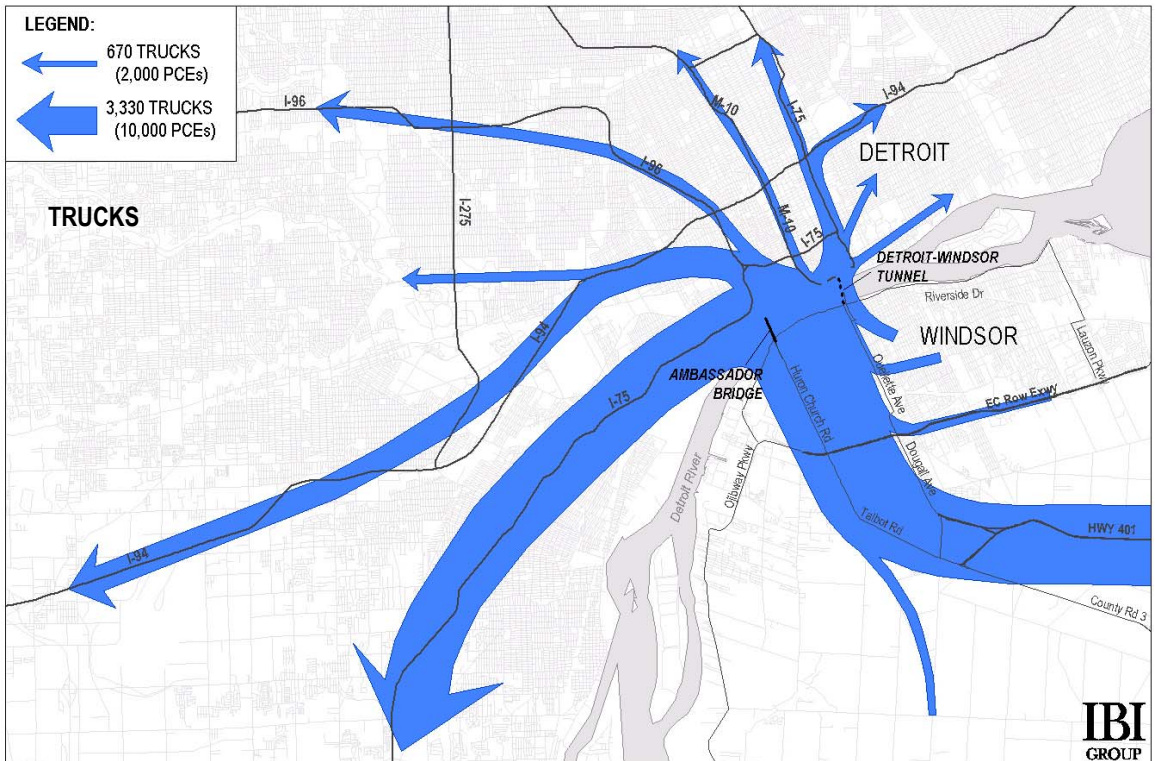 LEGEND:
670 TRUCKS
(2,000 PCEs)
3,330 TRUCKS
(10,000 PCEs)
TRUCKS
I-96
I-275
I-96
M-10
I-75
I-94
DETROIT
M-10
I-75
DETROIT-WINDSOR
TUNNEL
Riverside Dr
WINDSOR
Lauzon Pkwy
I-94
I-75
AMBASSADOR
BRIDGE
Huron Church Rd
Ouellette Ave
EC Row Exwy
Dougall Ave
Detroit River
Ojibway Pkwy
Talbot Rd
HWY 401
I-94
County Rd 3
IBI
GROUP